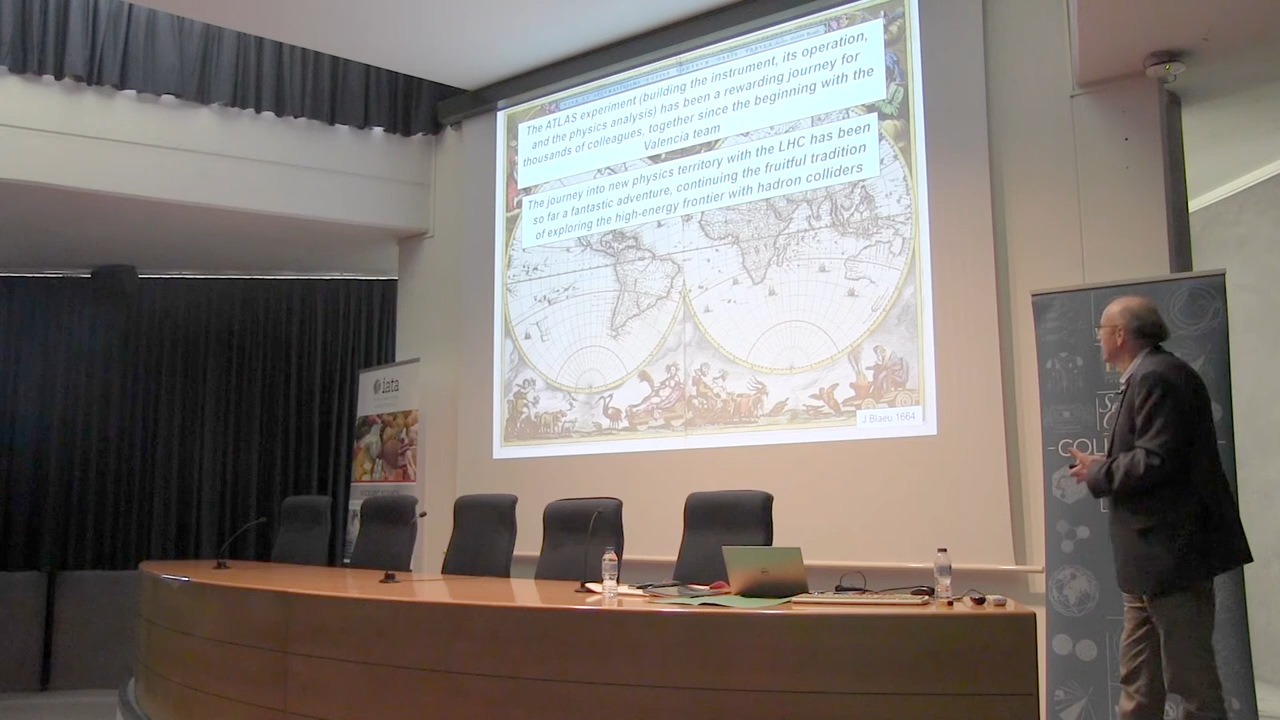 The ATLAS experiment (building the instrument, its operation,
and the physics analysis) has been a rewarding journey for
thousands of colleagues, together since the beginning with the
Valencia team
The journey into new physics territory with the LHC has been
so far a fantastic adventure, continuing the fruitful tradition
of exploring the high-energy frontier with hadron colliders
J Blaeu 1664
iata